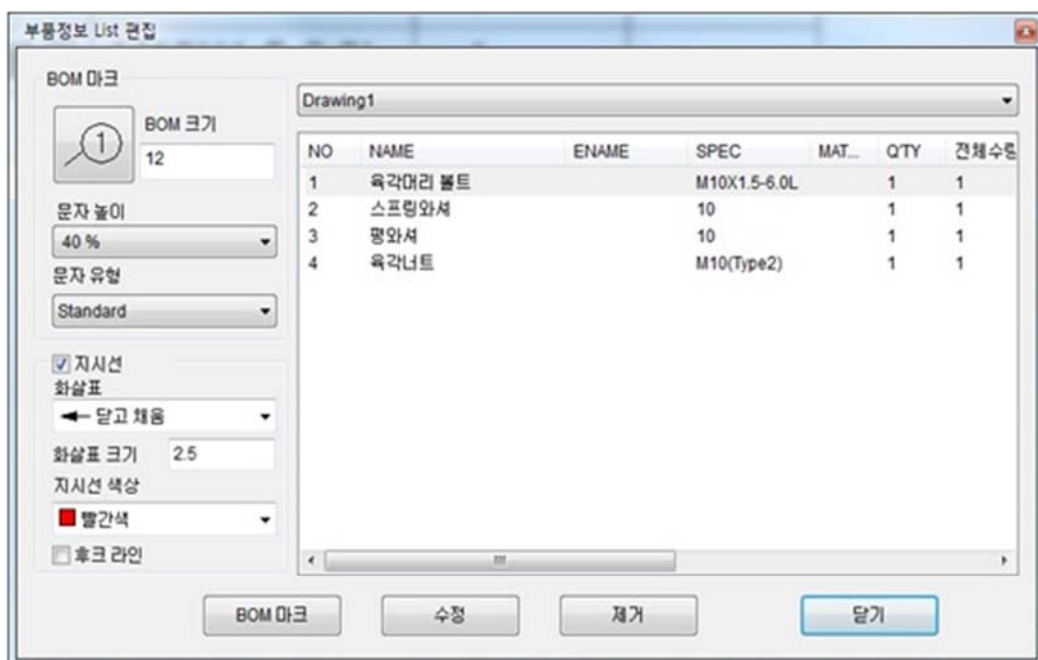 부품정보 List 편집
BOM 마크
1
BOM 크기
12
문자 높이
40 %
문자 유형
Standard
지시선
화살표
닫고 채움
화살표 크기 2.5
지시선 색상
빨간색
후크 라인
Drawing1
NO NAME ENAME SPEC MAT... Q'TY 전체수량
1 육각머리 볼트 M10X1.5-6.0L 1 1
2 스프링와셔 10 1 1
3 평와셔 10 1 1
4 육각너트 M10(Type2) 1 1
BOM 마크 수정 제거 닫기